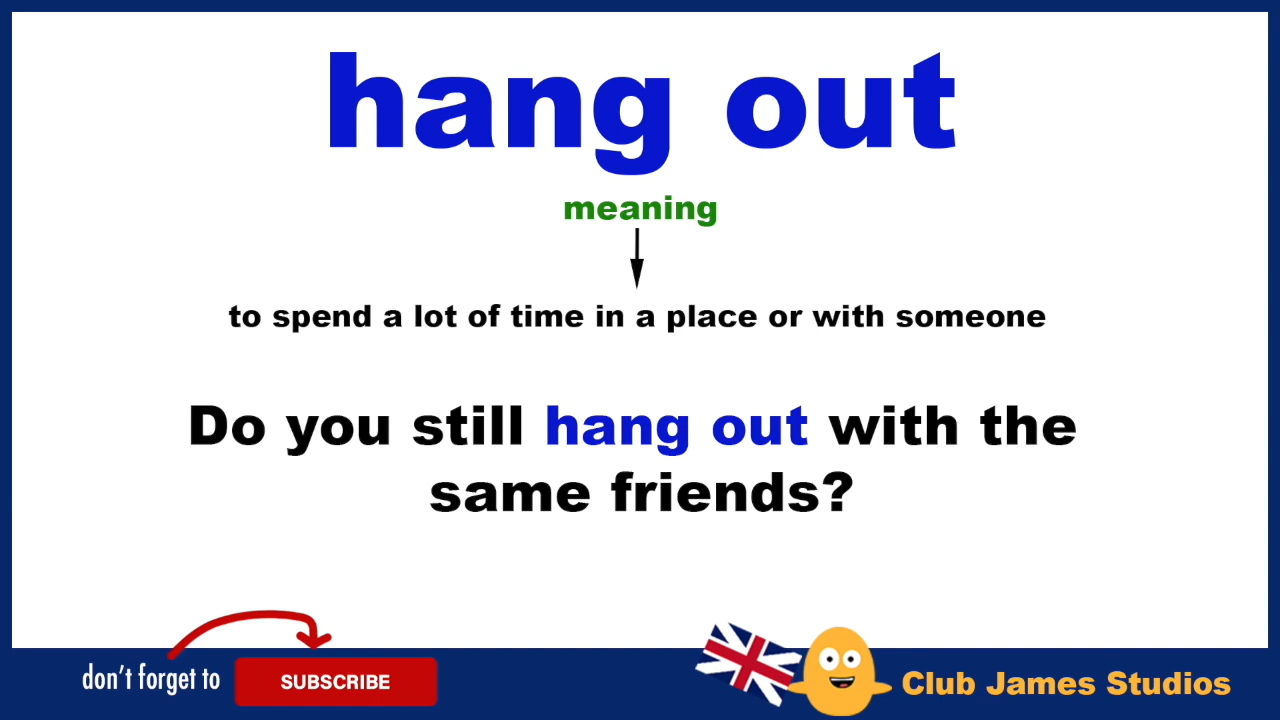 hang out
meaning
to spend a lot of time in a place or with someone
Do you still hang out with the
same friends?
don't forget to SUBSCRIBE
Club James Studios